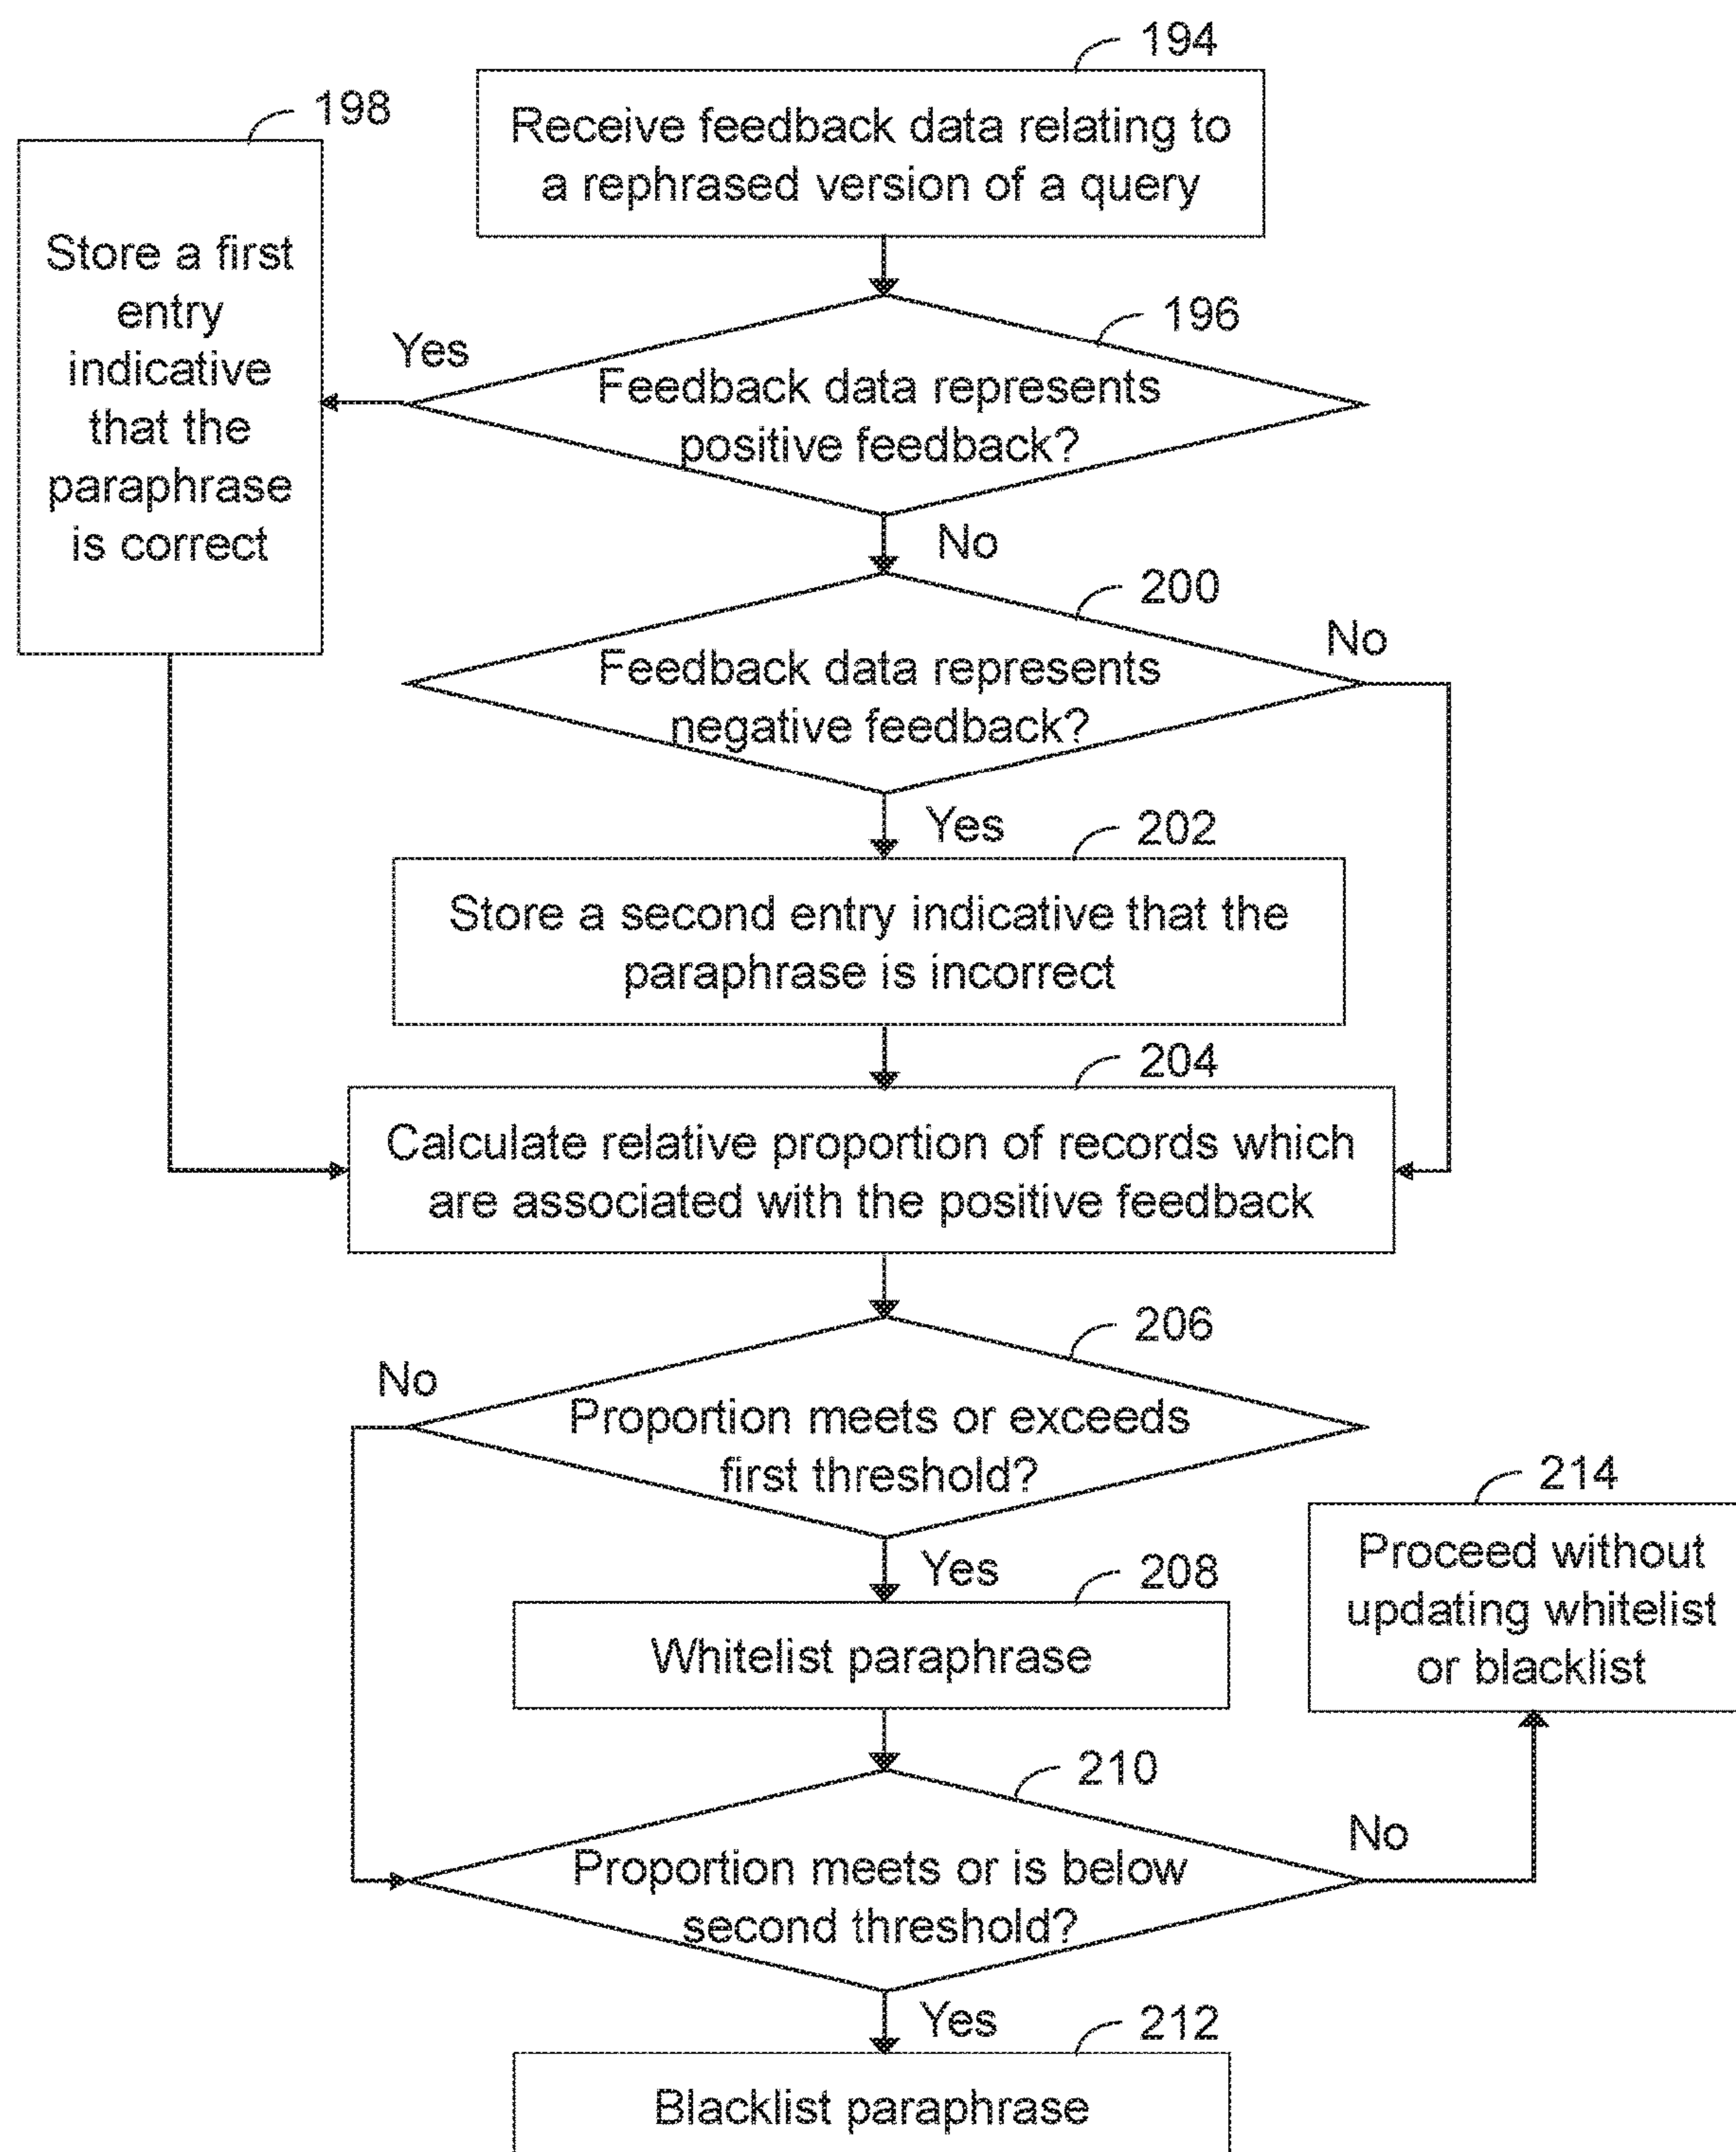 194
Receive feedback data relating to
a rephrased version of a query
198
Store a first
entry
indicative
that the
paraphrase
is correct
196
Yes
Feedback data represents
positive feedback?
No
200
No
Feedback data represents
negative feedback?
Yes
202
Store a second entry indicative that the
paraphrase is incorrect
204
Calculate relative proportion of records which
are associated with the positive feedback
206
No
Proportion meets or exceeds
first threshold?
Yes
208
Whitelist paraphrase
214
Proceed without
updating whitelist
or blacklist
210
No
Proportion meets or is below
second threshold?
Yes
212
Blacklist paraphrase